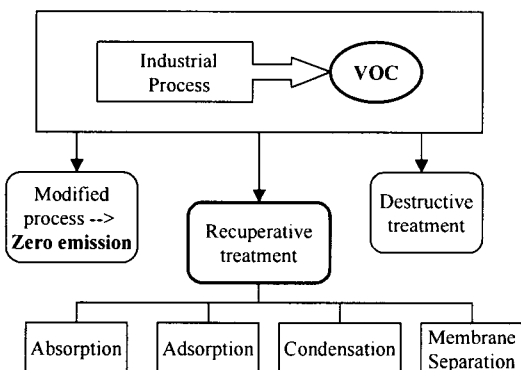 Industrial
Process
VOC
Modified
process -->
Zero emission
Recuperative
treatment
Destructive
treatment
Absorption
Adsorption
Condensation
Membrane
Separation